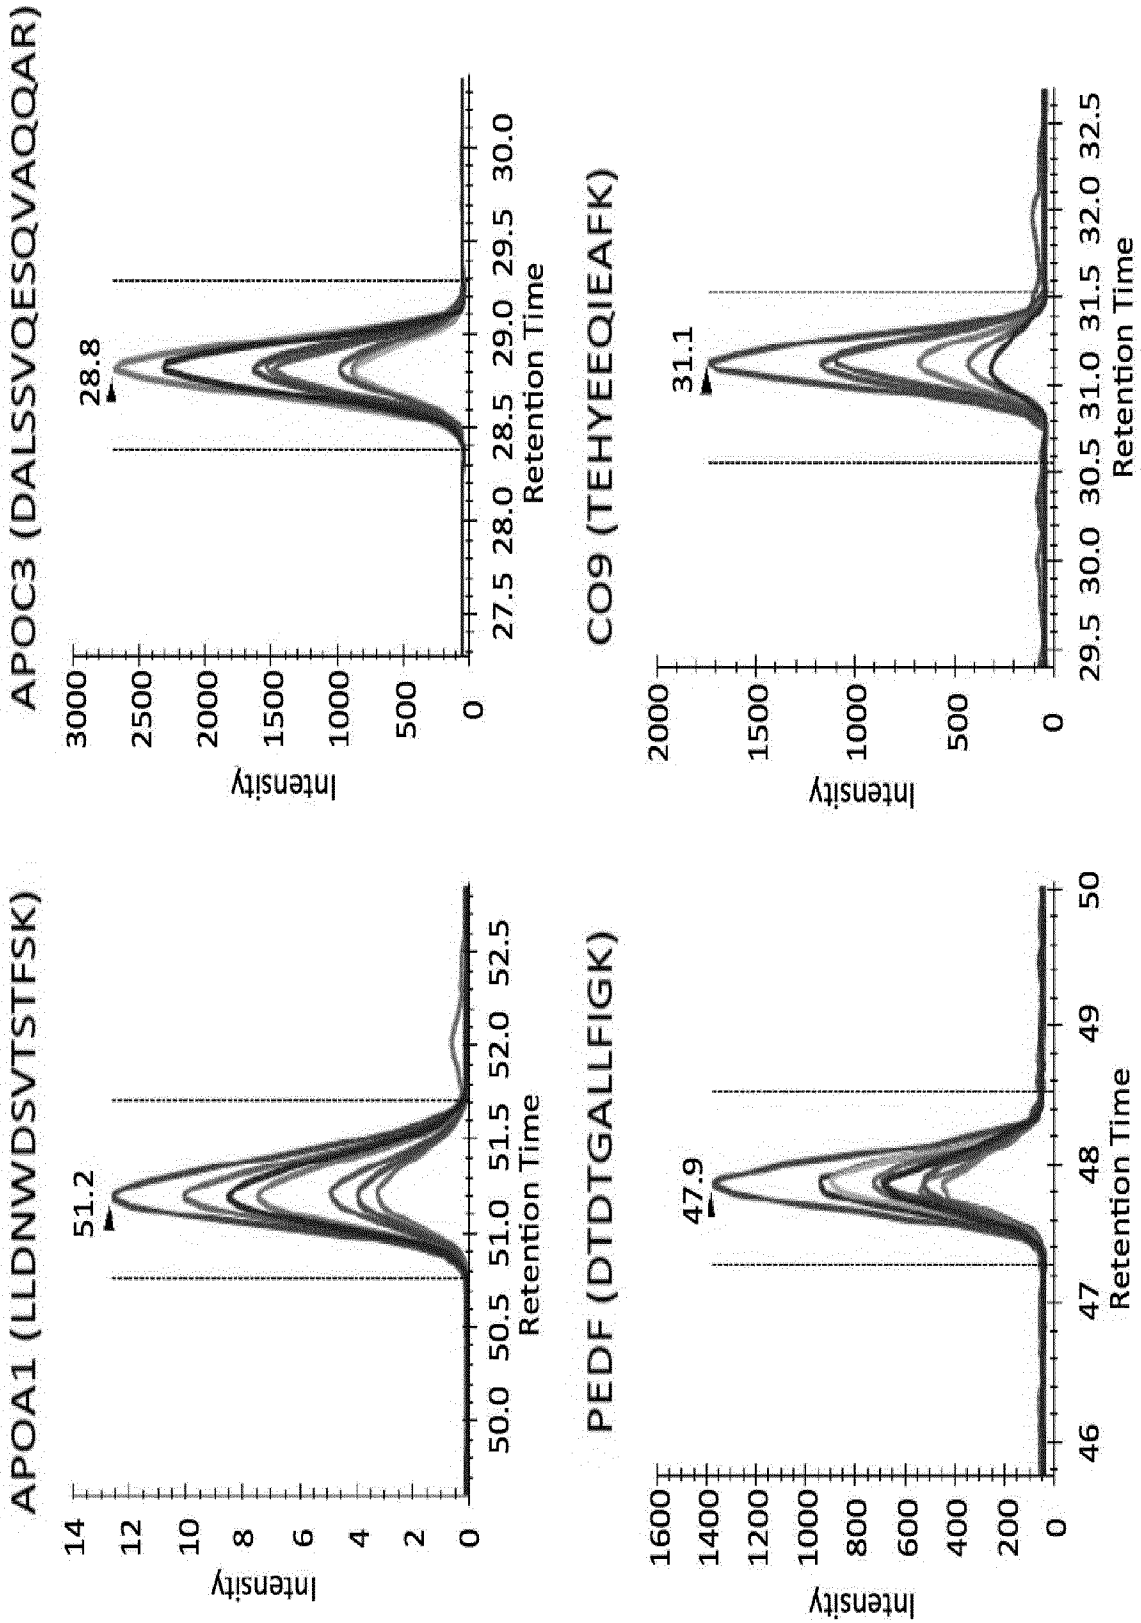 APOA1 (LLDNWDSVTSTFSK)
51.2
14
12
10
8
6
4
2
0
Intensity
50.0 50.5 51.0 51.5 52.0 52.5
Retention Time
APOC3 (DALSSVQESQVAQQAR)
28.8
3000
2500
2000
1500
1000
500
0
Intensity
27.5 28.0 28.5 29.0 29.5 30.0
Retention Time
PEDF (DTDTGALLFIGK)
47.9
1600
1400
1200
1000
800
600
400
200
0
Intensity
46 47 48 49 50
Retention Time
CO9 (TEHYEEQIEAFK)
31.1
2000
1500
1000
500
0
Intensity
29.5 30.0 30.5 31.0 31.5 32.0 32.5
Retention Time